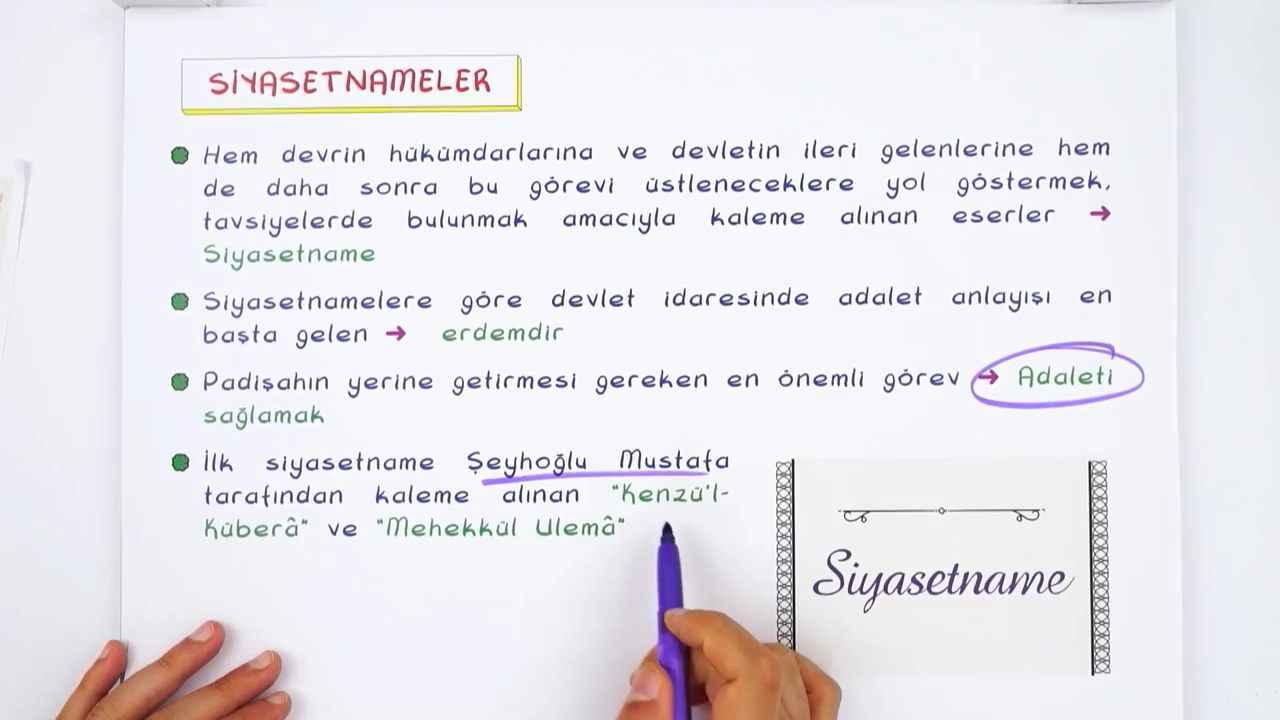 SİYASETNAMELER
Hem devrin hükümdarlarına ve devletin ileri gelenlerine hem
de daha sonra bu görevi üstleneceklere yol göstermek,
tavsiyelerde bulunmak amacıyla kaleme alınan eserler →
Siyasetname
Siyasetnamelere göre devlet idaresinde adalet anlayışı en
başta gelen → erdemdir
Padişahın yerine getirmesi gereken en önemli görev → Adaleti
sağlamak
İlk siyasetname Şeyhoğlu Mustafa
tarafından kaleme alınan "Kenzü'l-
Küberâ" ve "Mehekkül Ulemâ"
Siyasetname